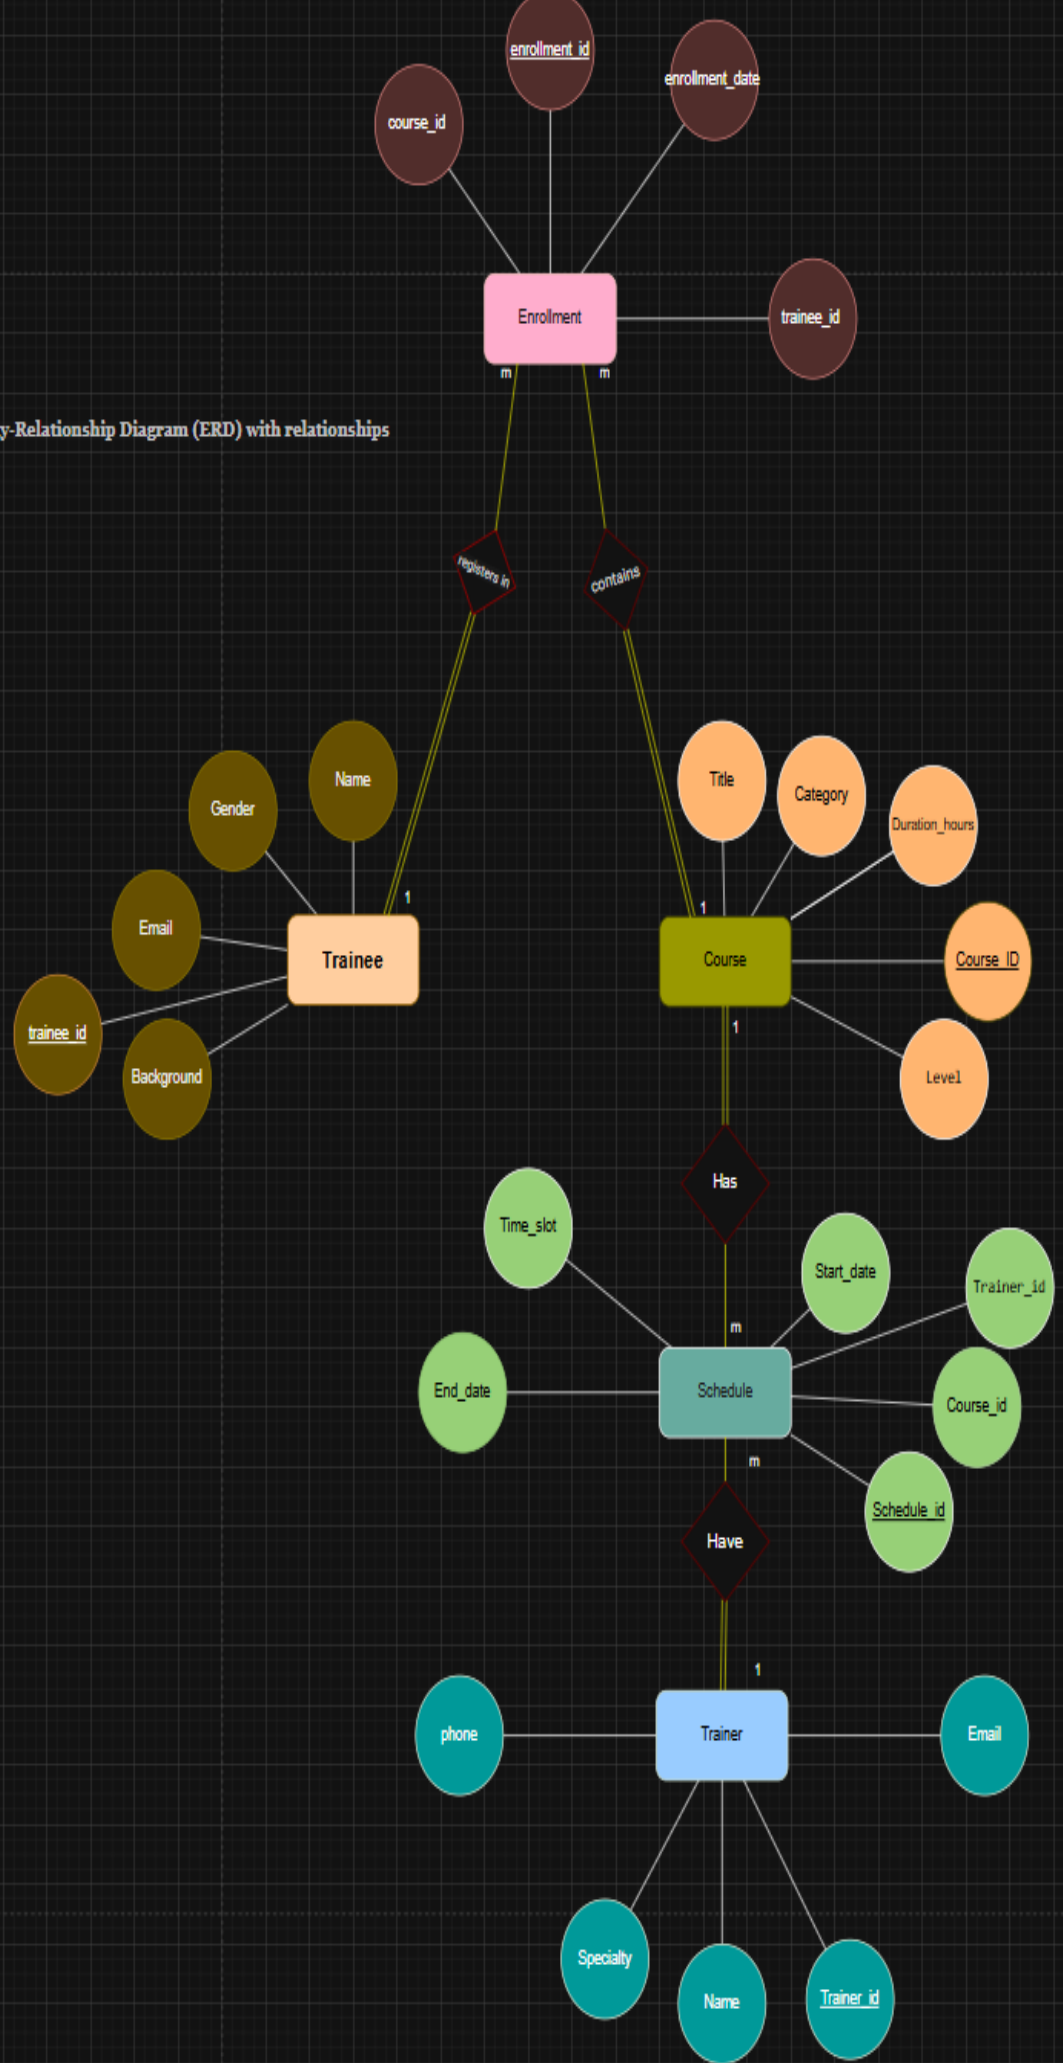 enrollment_id
enrollment_date
course_id
Enrollment
trainee_id
m
m
y-Relationship Diagram (ERD) with relationships
registers in
contains
Name
Title
Category
Gender
Duration_hours
1
1
Email
Trainee
Course
Course_ID
trainee_id
1
Background
Level
Has
Time_slot
Start_date
Trainer_id
m
End_date
Schedule
Course_id
m
Schedule_id
Have
1
phone
Trainer
Email
Specialty
Name
Trainer_id